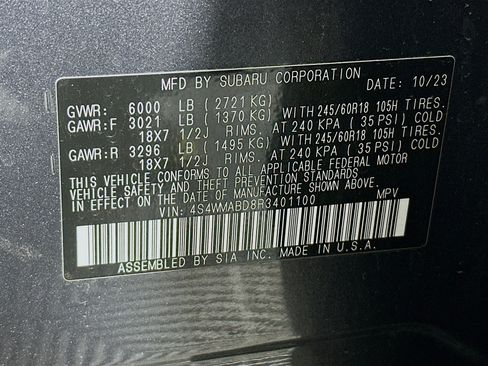 MFD BY SUBARU CORPORATION DATE: 10/23
GVWR: 6000 LB (2721 KG)
GAWR:F 3021 LB (1370 KG) WITH 245/60R18 105H TIRES.
18X7 1/2J RIMS. AT 240 KPA (35 PSI) COLD
GAWR:R 3296 LB (1495 KG) WITH 245/60R18 105H TIRES.
18X7 1/2J RIMS. AT 240 KPA (35 PSI) COLD
THIS VEHICLE CONFORMS TO ALL APPLICABLE FEDERAL MOTOR
VEHICLE SAFETY AND THEFT PREVENTION STANDARDS
IN EFFECT ON THE DATE OF MANUFACTURE SHOWN ABOVE.
VIN: 4S4WMABD8R3401100 MPV
ASSEMBLED BY SIA INC. MADE IN U.S.A.